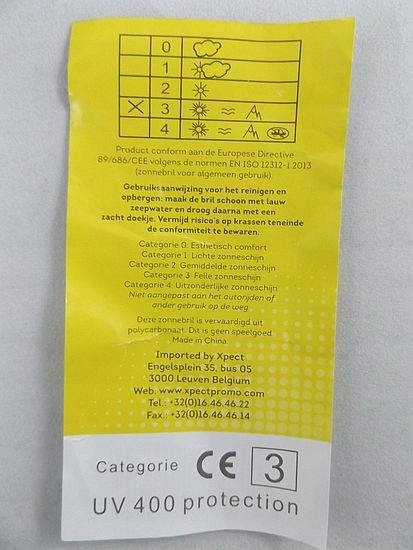 0
1
2
X 3
4
Product conform aan de Europese Directive
89/686/CEE volgens de normen EN ISO 12312-1:2013
(zonnebril voor algemeen gebruik)
Gebruiksaanwijzing voor het reinigen en
opbergen: maak de bril schoon met lauw
zeepwater en droog daarna met een
zacht doekje. Vermijd risico's op krassen teneinde
de conformiteit te bewaren.
Categorie 0: Esthetisch comfort
Categorie 1: Lichte zonneschijn
Categorie 2: Gemiddelde zonneschijn
Categorie 3: Felle zonneschijn
Categorie 4: Uitzonderlijke zonneschijn
Niet aangepast aan het autorijden of
ander gebruik op de weg
Deze zonnebril is vervaardigd uit
polycarbonaat. Dit is geen speelgoed.
Made in China
Imported by Xpect
Engelsplein 35, bus 05
3000 Leuven Belgium
Web: www.xpectpromo.com
Tel.: +32(0)16.46.46.22
Fax.: +32(0)16.46.46.14
Categorie CE 3
UV 400 protection